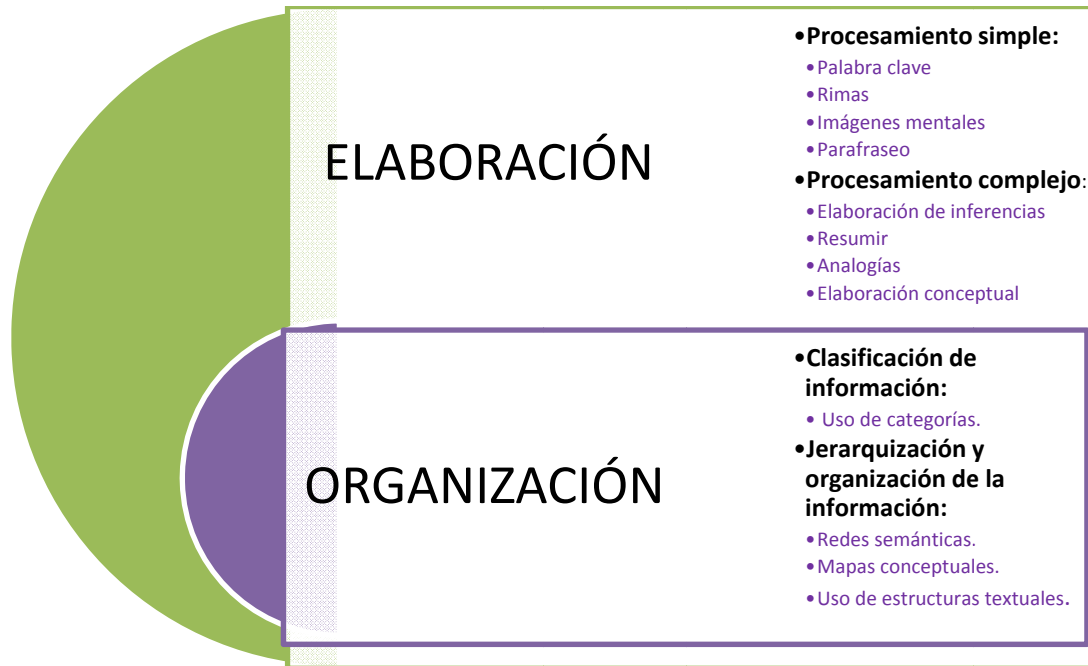 ELABORACIÓN
•Procesamiento simple:
•Palabra clave
•Rimas
•Imágenes mentales
•Parafraseo
•Procesamiento complejo:
•Elaboración de inferencias
•Resumir
•Analogías
•Elaboración conceptual
ORGANIZACIÓN
•Clasificación de
información:
• Uso de categorías.
•Jerarquización y
organización de la
información:
•Redes semánticas.
•Mapas conceptuales.
•Uso de estructuras textuales.